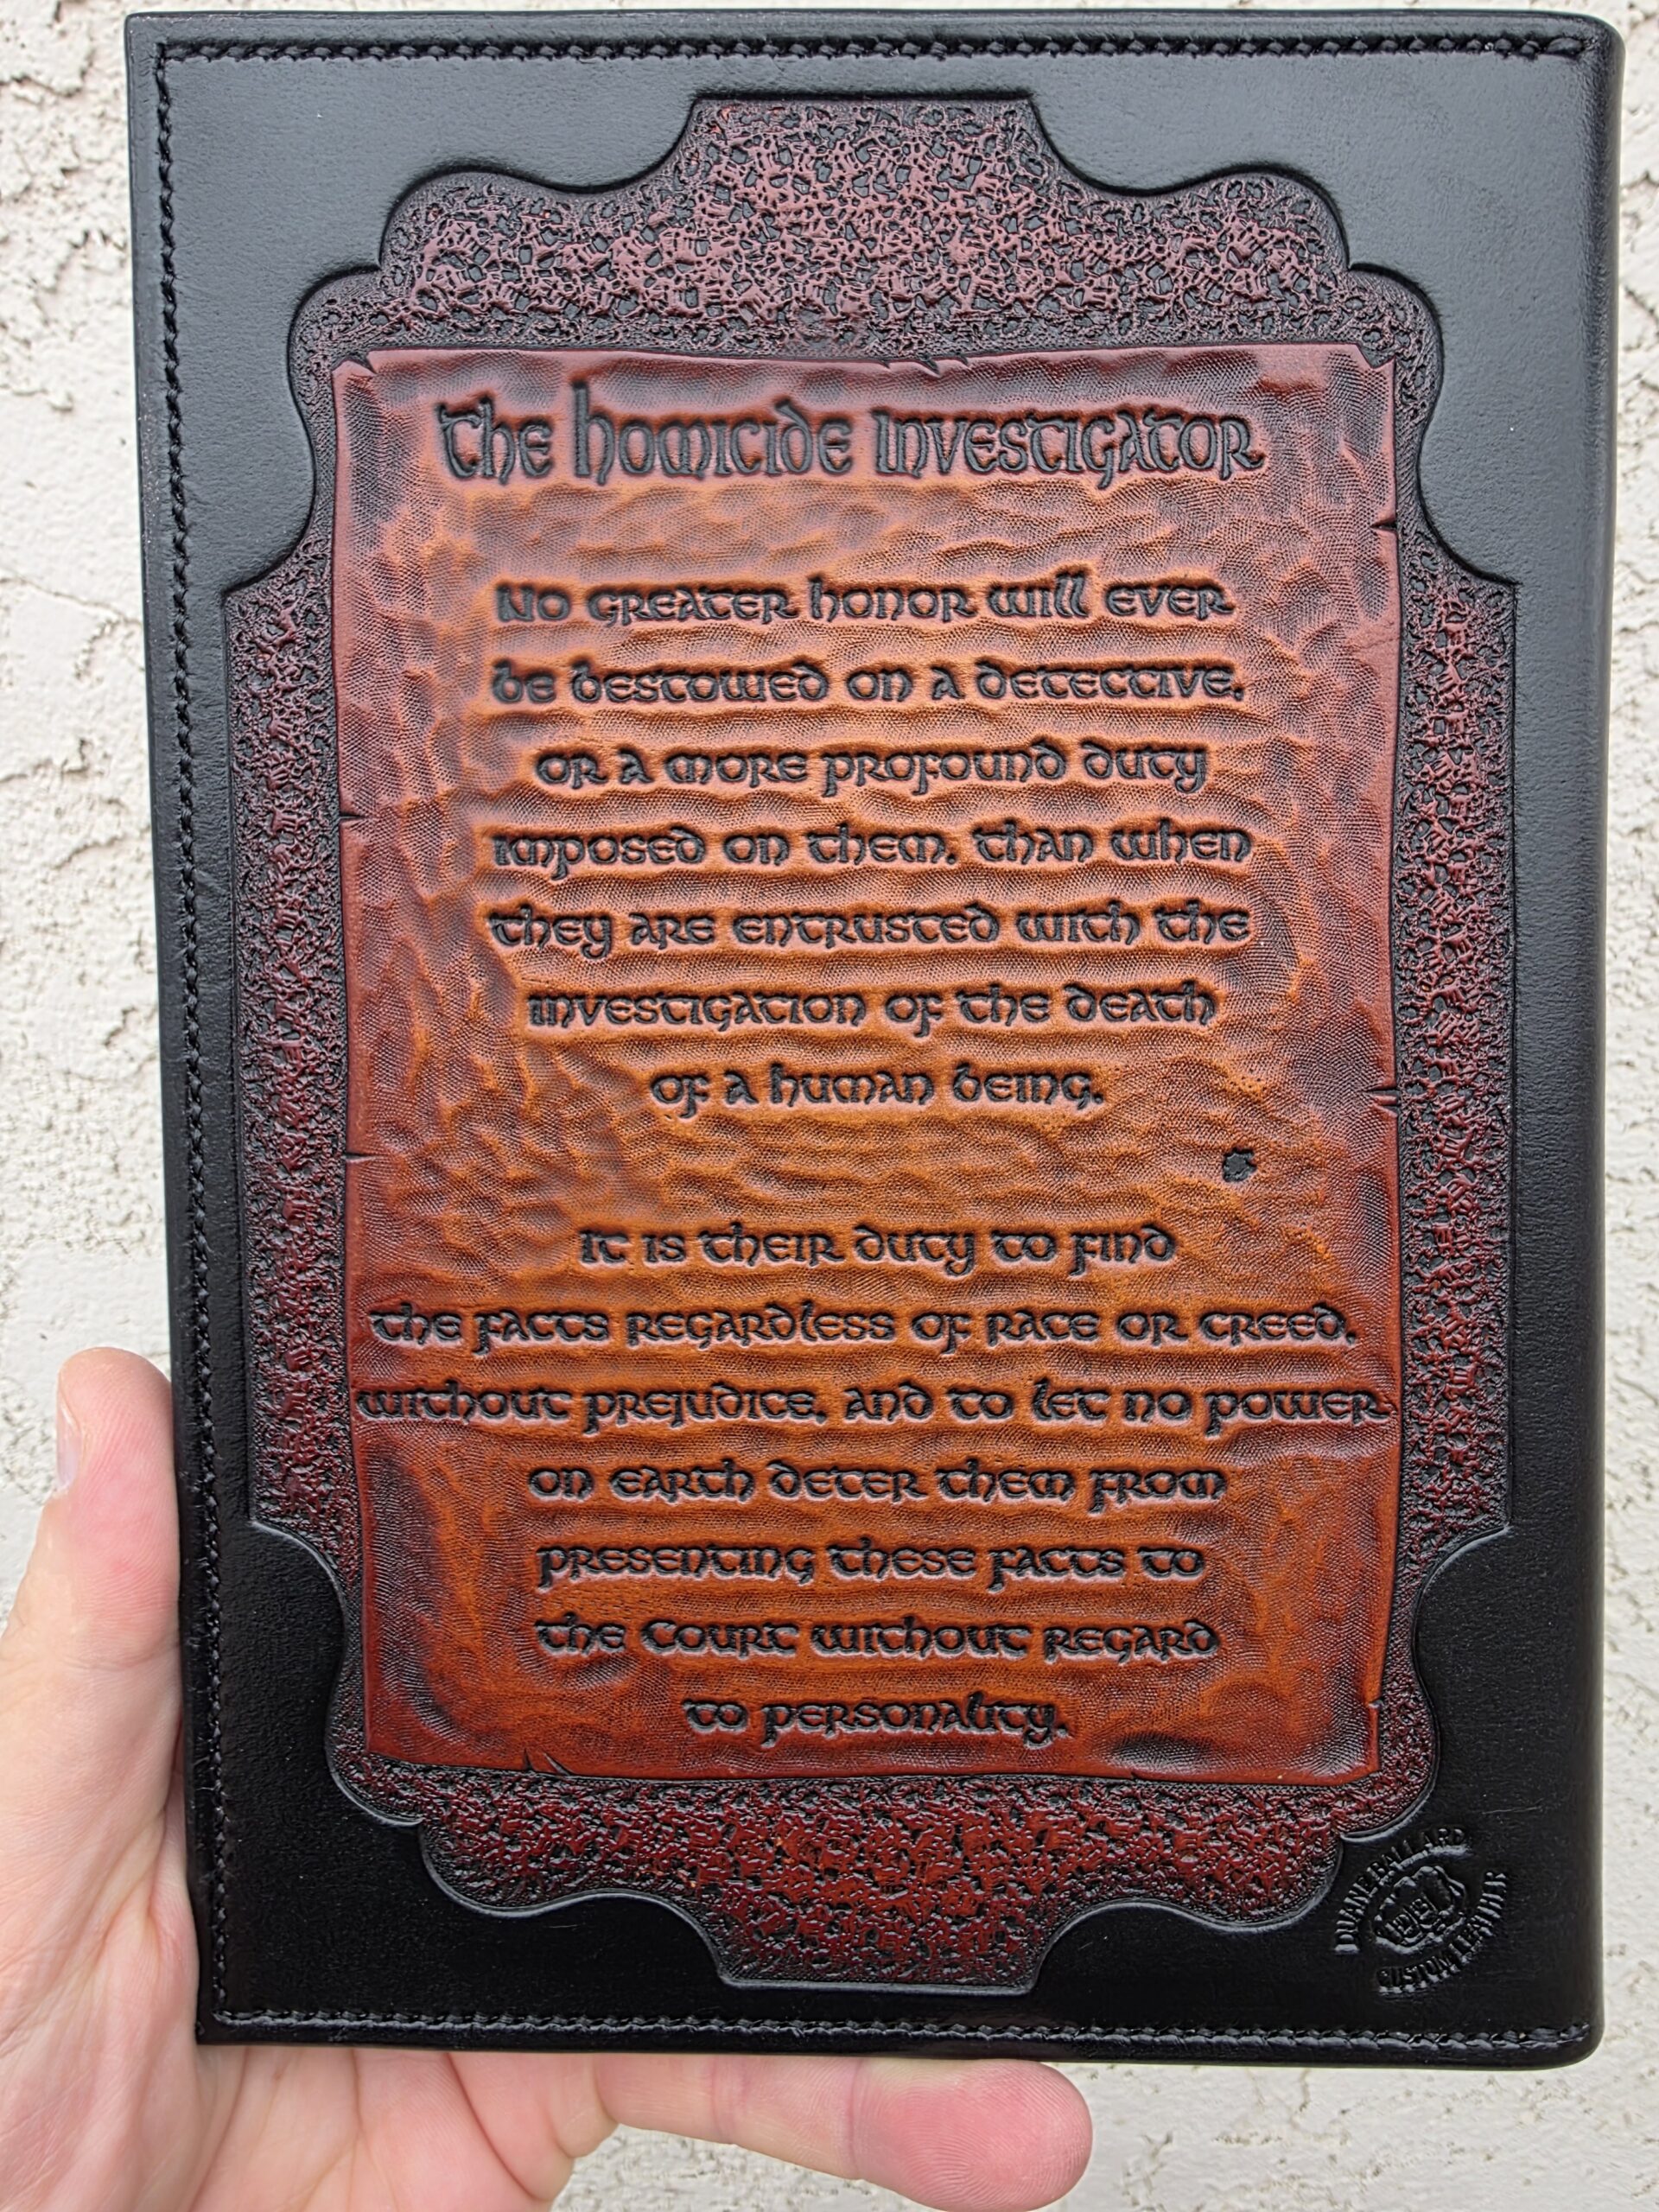 The Homicide Investigator
No greater honor will ever
be bestowed on a detective,
or a more profound duty
imposed on them, than when
they are entrusted with the
investigation of the death
of a human being.
It is their duty to find
the facts regardless of race or creed,
without prejudice, and to let no power
on earth deter them from
presenting these facts to
the Court without regard
to personality.
DUANE BALLARD
CUSTOM LEATHER